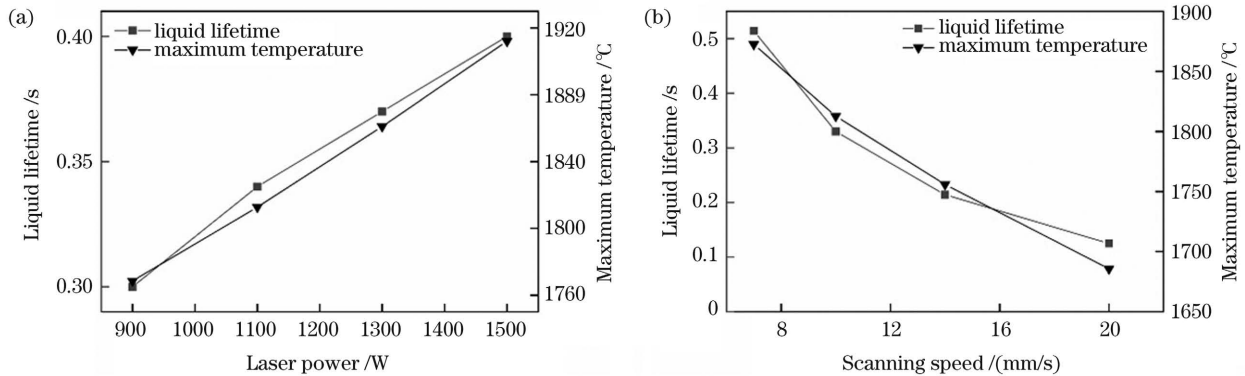 (a)
liquid lifetime
maximum temperature
Liquid lifetime /s
0.40
0.35
0.30
1920
1889
1840
1800
1760
Maximum temperature /℃
900 1000 1100 1200 1300 1400 1500
Laser power /W
(b)
liquid lifetime
maximum temperature
Liquid lifetime /s
0.5
0.4
0.3
0.2
0.1
0
1900
1850
1800
1750
1700
1650
Maximum temperature /℃
8 12 16 20
Scanning speed /(mm/s)